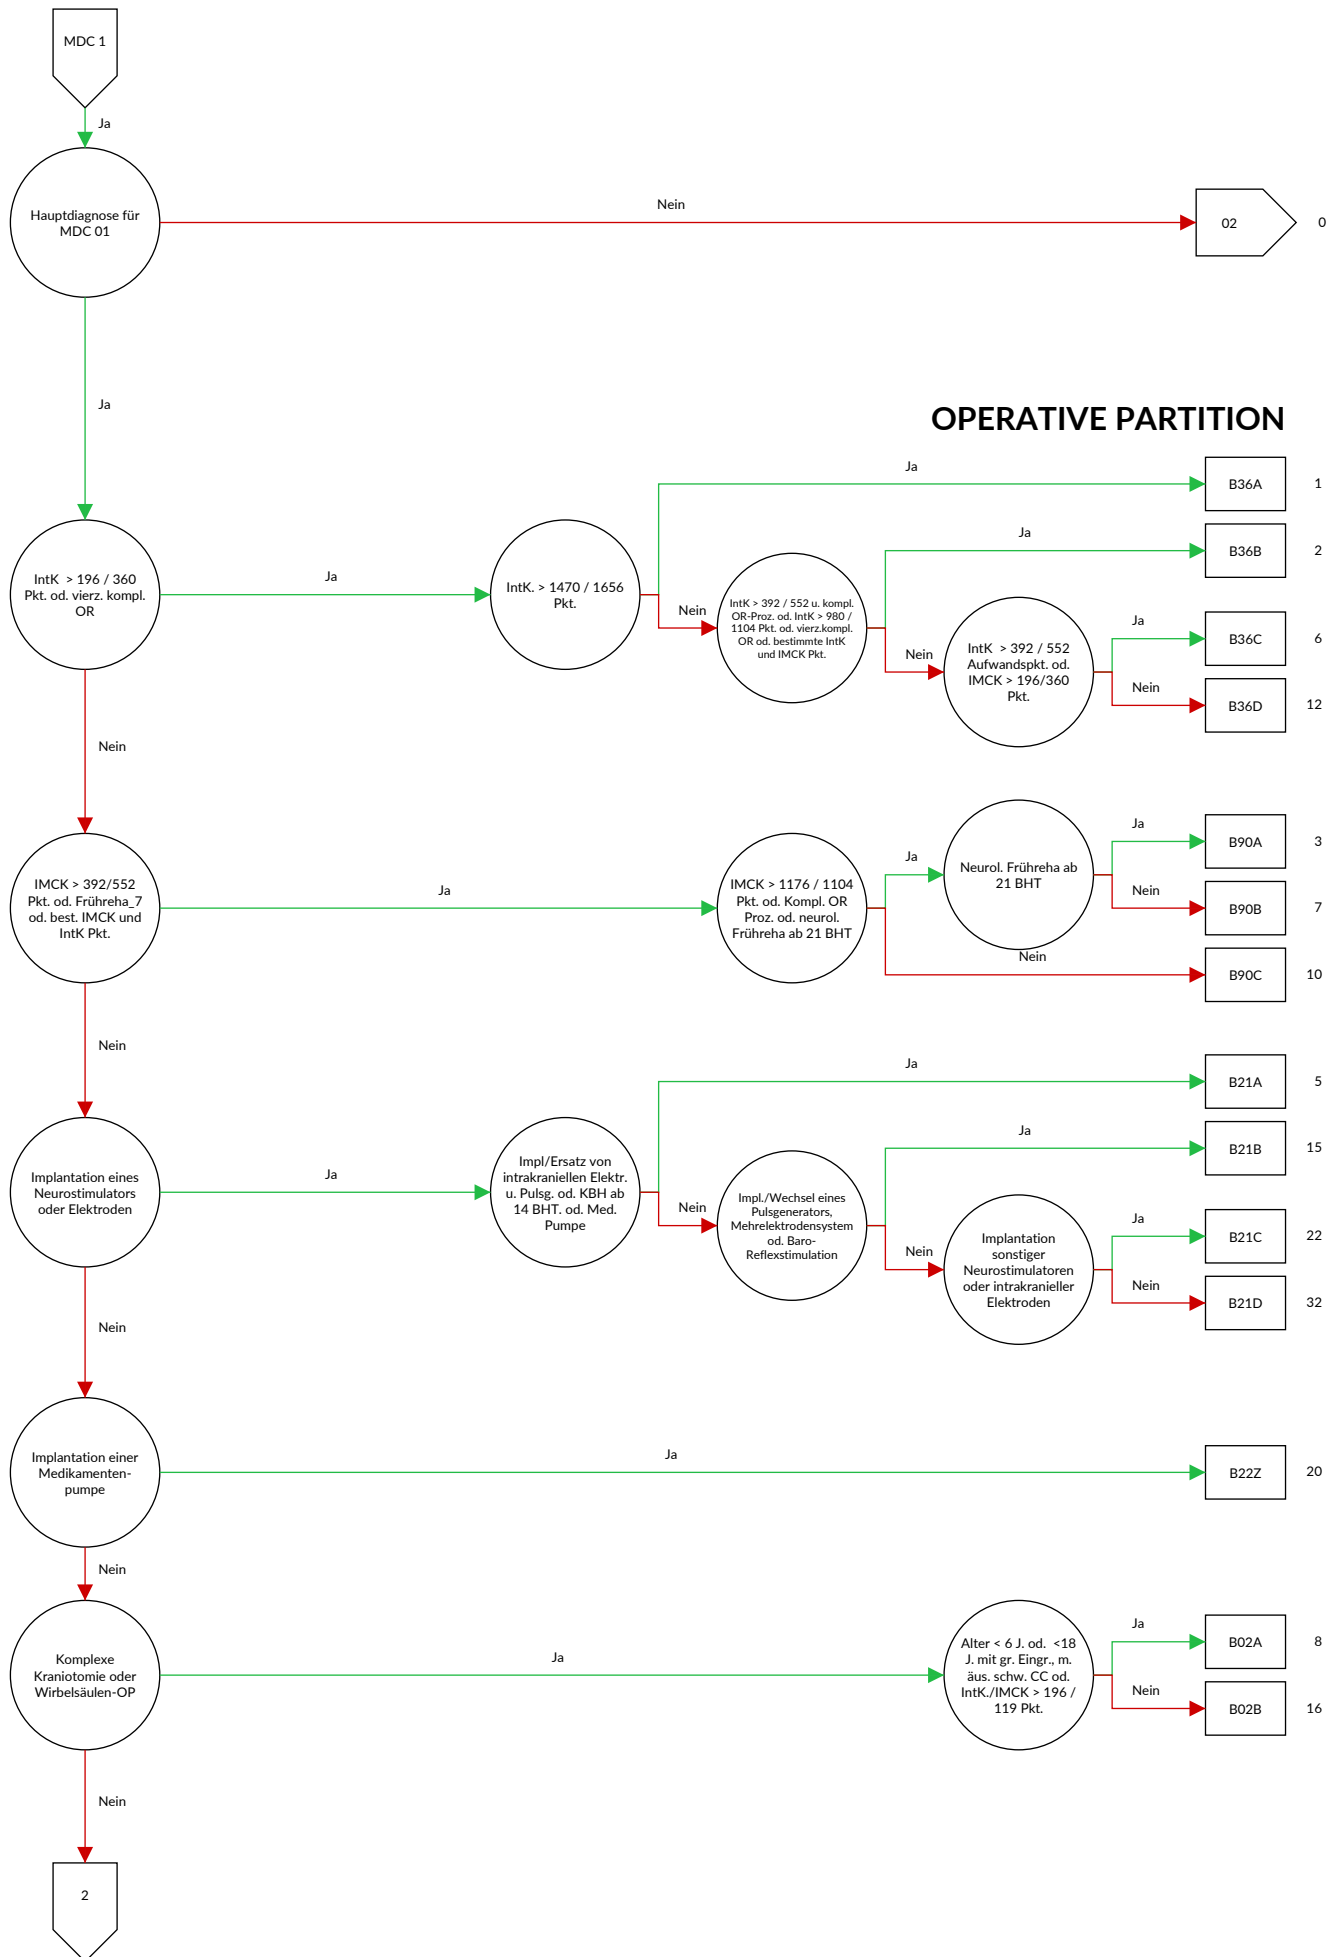 MDC 1
Ja
Hauptdiagnose für
MDC 01
Nein
02
0
Ja
OPERATIVE PARTITION
IntK > 196 / 360
Pkt. od. vierz. kompl.
OR
Ja
IntK. > 1470 / 1656
Pkt.
Ja
B36A
1
Nein
IntK > 392 / 552 u. kompl.
OR-Proz. od. IntK > 980 /
1104 Pkt. od. vierz.kompl.
OR od. bestimmte IntK
und IMCK Pkt.
Ja
B36B
2
Nein
IntK > 392 / 552
Aufwandspkt. od.
IMCK > 196/360
Pkt.
Ja
B36C
6
Nein
B36D
12
Nein
IMCK > 392/552
Pkt. od. Frühreha_7
od. best. IMCK und
IntK Pkt.
Ja
IMCK > 1176 / 1104
Pkt. od. Kompl. OR
Proz. od. neurol.
Frühreha ab 21 BHT
Ja
Neurol. Frühreha ab
21 BHT
Ja
B90A
3
Nein
B90B
7
Nein
B90C
10
Nein
Implantation eines
Neurostimulators
oder Elektroden
Ja
Impl/Ersatz von
intrakraniellen Elektr.
u. Pulsg. od. KBH ab
14 BHT. od. Med.
Pumpe
Ja
B21A
5
Nein
Impl./Wechsel eines
Pulsgenerators,
Mehrelektrodensystem
od. Baro-
Reflexstimulation
Ja
B21B
15
Nein
Implantation
sonstiger
Neurostimulatoren
oder intrakranieller
Elektroden
Ja
B21C
22
Nein
B21D
32
Nein
Implantation einer
Medikamenten-
pumpe
Ja
B22Z
20
Nein
Komplexe
Kraniotomie oder
Wirbelsäulen-OP
Ja
Alter < 6 J. od. <18
J. mit gr. Eingr., m.
äus. schw. CC od.
IntK./IMCK > 196 /
119 Pkt.
Ja
B02A
8
Nein
B02B
16
Nein
2